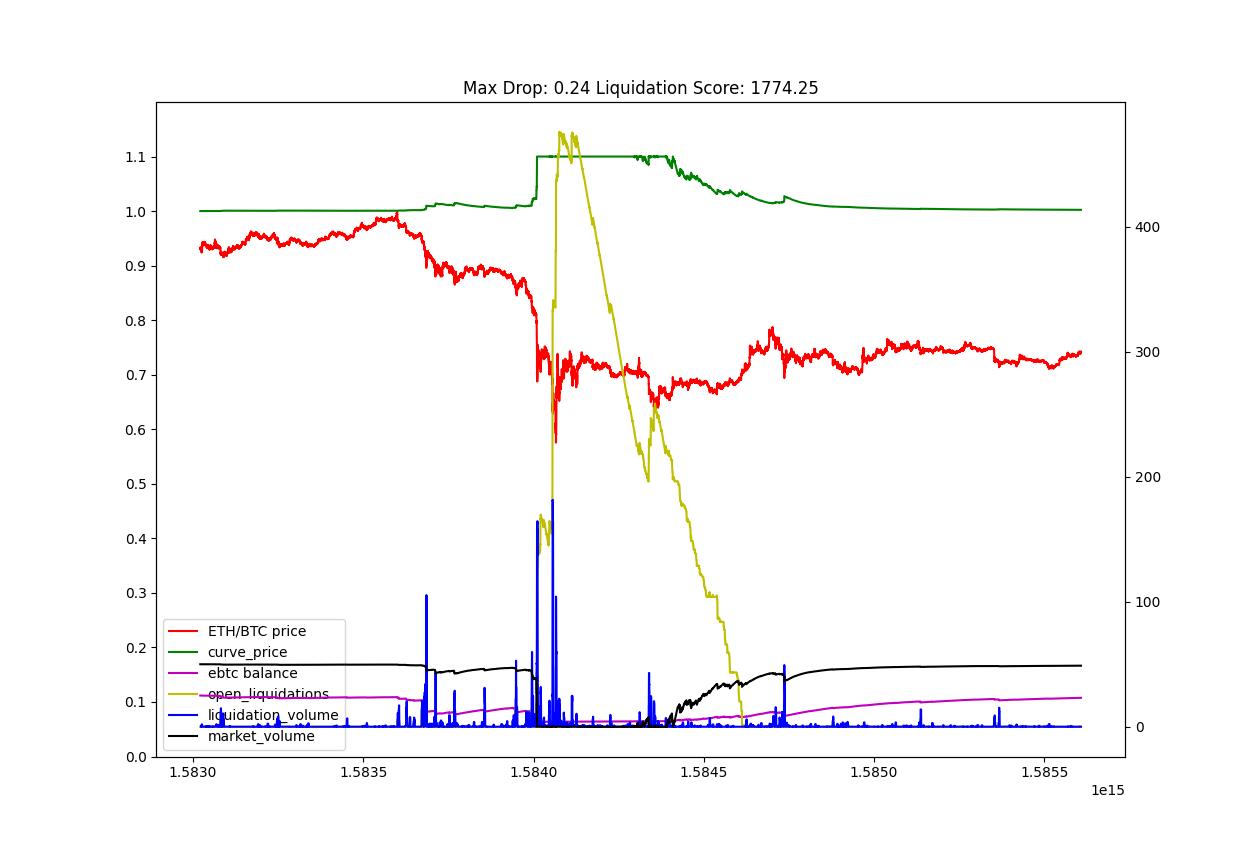 Max Drop: 0.24 Liquidation Score: 1774.25
1.1
1.0
0.9
0.8
0.7
0.6
0.5
0.4
0.3
0.2
0.1
0.0
400
300
200
100
0
ETH/BTC price
curve_price
ebtc balance
open_liquidations
liquidation_volume
market_volume
1.5830 1.5835 1.5840 1.5845 1.5850 1.5855
1e15